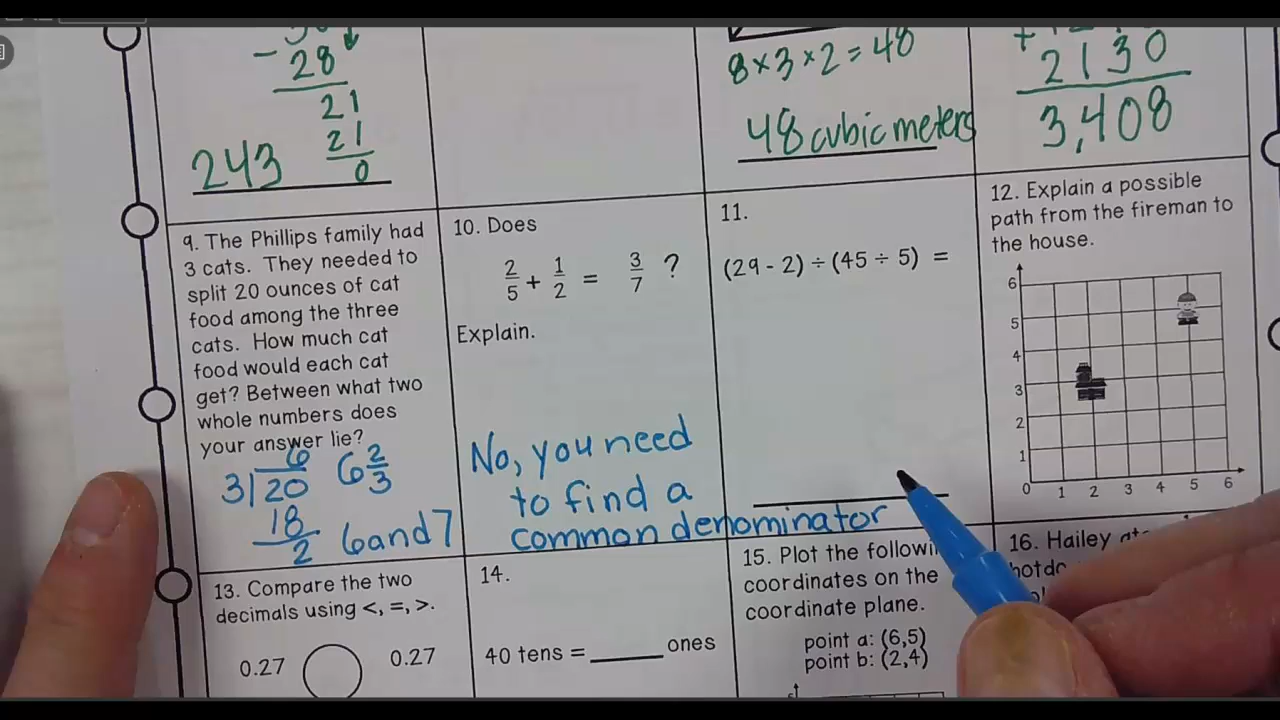 - 28
21
21
0
243
8×3×2=48
48 cubic meters
2130
3,408
9. The Phillips family had
3 cats. They needed to
split 20 ounces of cat
food among the three
cats. How much cat
food would each cat
get? Between what two
whole numbers does
your answer lie?
6
3)20
18
2
6 2/3
6 and 7
10. Does
2/5 + 1/2 = 3/7 ?
Explain.
No, you need
to find a
common denominator
11.
(29 - 2) ÷ (45 ÷ 5) =
12. Explain a possible
path from the fireman to
the house.
6
5
4
3
2
1
0 1 2 3 4 5 6
13. Compare the two
decimals using <, =, >.
0.27 0.27
14.
40 tens = ______ ones
15. Plot the
coordinates on the
coordinate plane.
point a: (6,5)
point b: (2,4)
16. Hailey